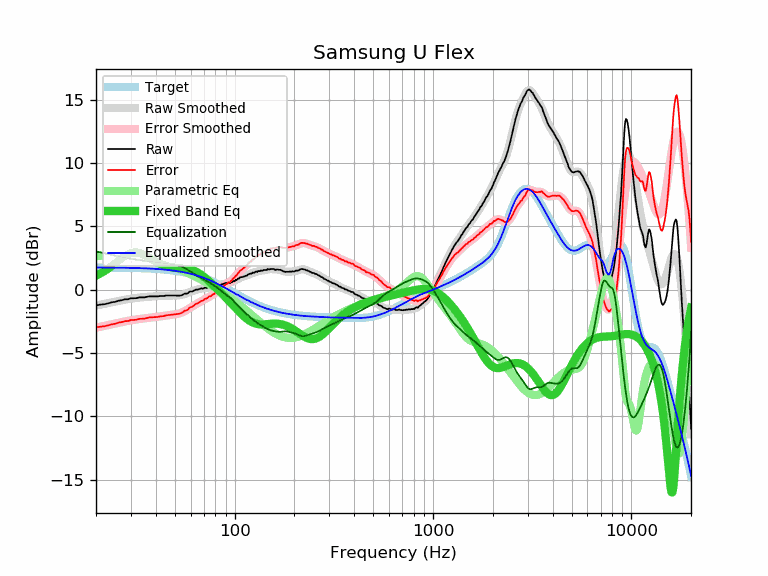 Samsung U Flex
Target
Raw Smoothed
Error Smoothed
Raw
Error
Parametric Eq
Fixed Band Eq
Equalization
Equalized smoothed
15
10
5
0
−5
−10
−15
Amplitude (dBr)
100
1000
10000
Frequency (Hz)